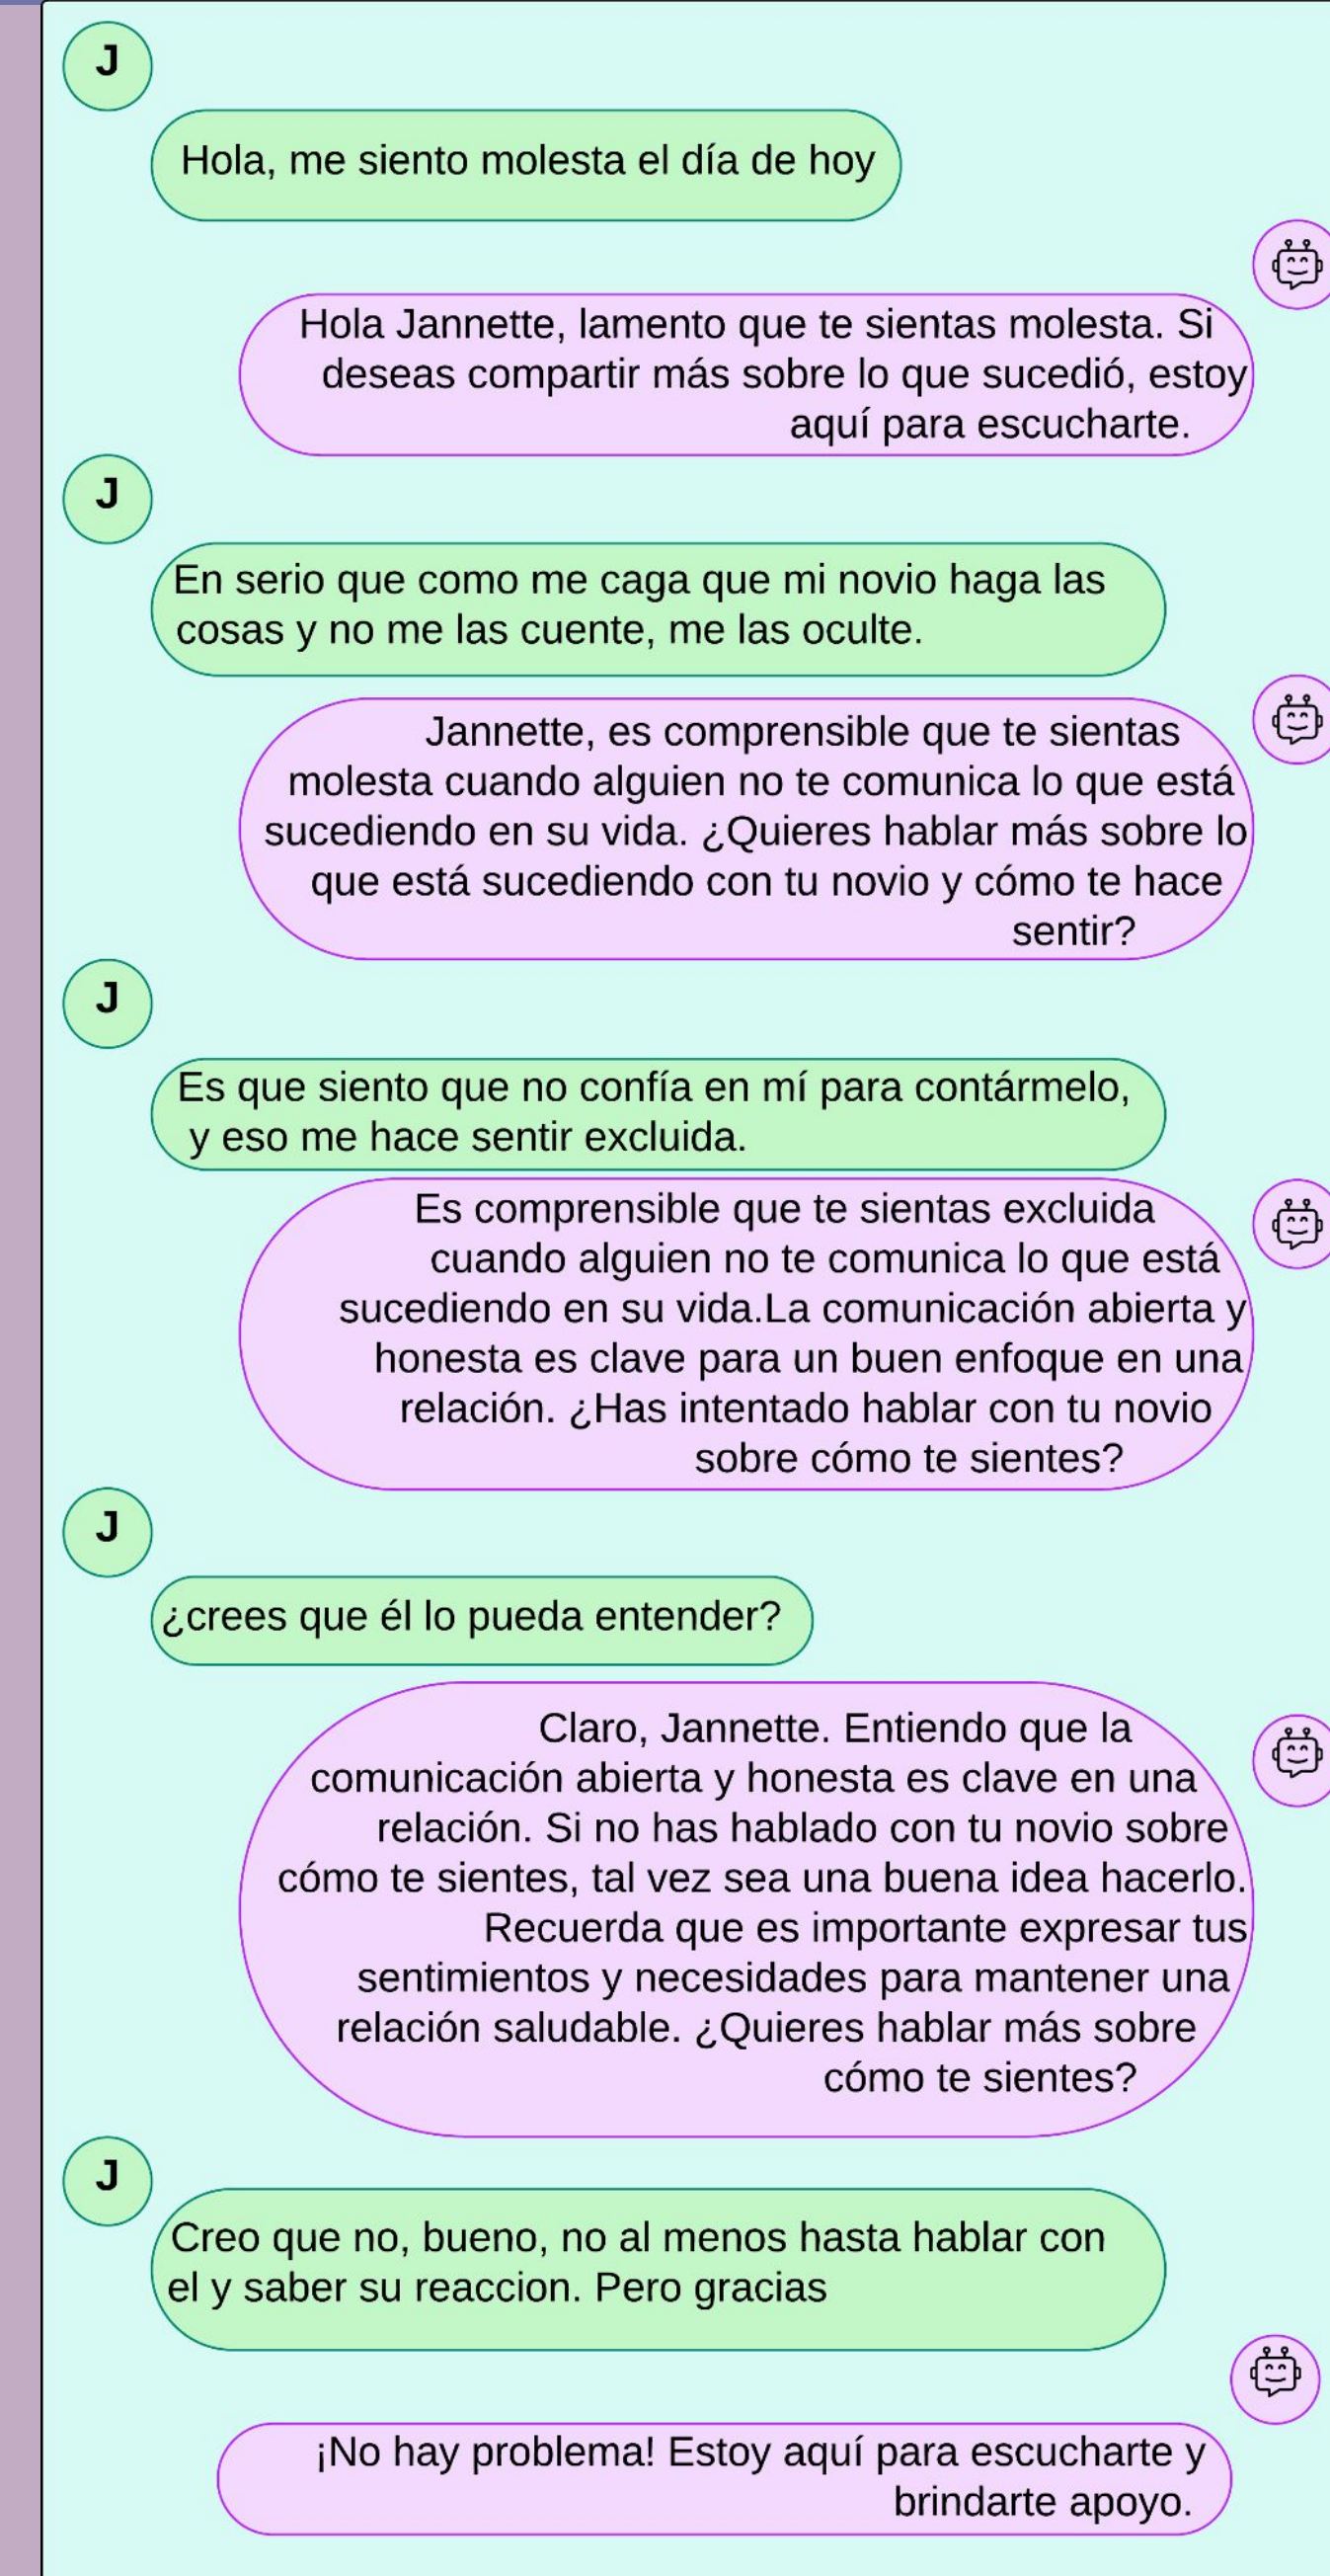 J
Hola, me siento molesta el día de hoy
Hola Jannette, lamento que te sientas molesta. Si
deseas compartir más sobre lo que sucedió, estoy
aquí para escucharte.
J
En serio que como me caga que mi novio haga las
cosas y no me las cuente, me las oculte.
Jannette, es comprensible que te sientas
molesta cuando alguien no te comunica lo que está
sucediendo en su vida. ¿Quieres hablar más sobre lo
que está sucediendo con tu novio y cómo te hace
sentir?
J
Es que siento que no confía en mí para contármelo,
y eso me hace sentir excluida.
Es comprensible que te sientas excluida
cuando alguien no te comunica lo que está
sucediendo en su vida.La comunicación abierta y
honesta es clave para un buen enfoque en una
relación. ¿Has intentado hablar con tu novio
sobre cómo te sientes?
J
¿crees que él lo pueda entender?
Claro, Jannette. Entiendo que la
comunicación abierta y honesta es clave en una
relación. Si no has hablado con tu novio sobre
cómo te sientes, tal vez sea una buena idea hacerlo.
Recuerda que es importante expresar tus
sentimientos y necesidades para mantener una
relación saludable. ¿Quieres hablar más sobre
cómo te sientes?
J
Creo que no, bueno, no al menos hasta hablar con
el y saber su reaccion. Pero gracias
¡No hay problema! Estoy aquí para escucharte y
brindarte apoyo.